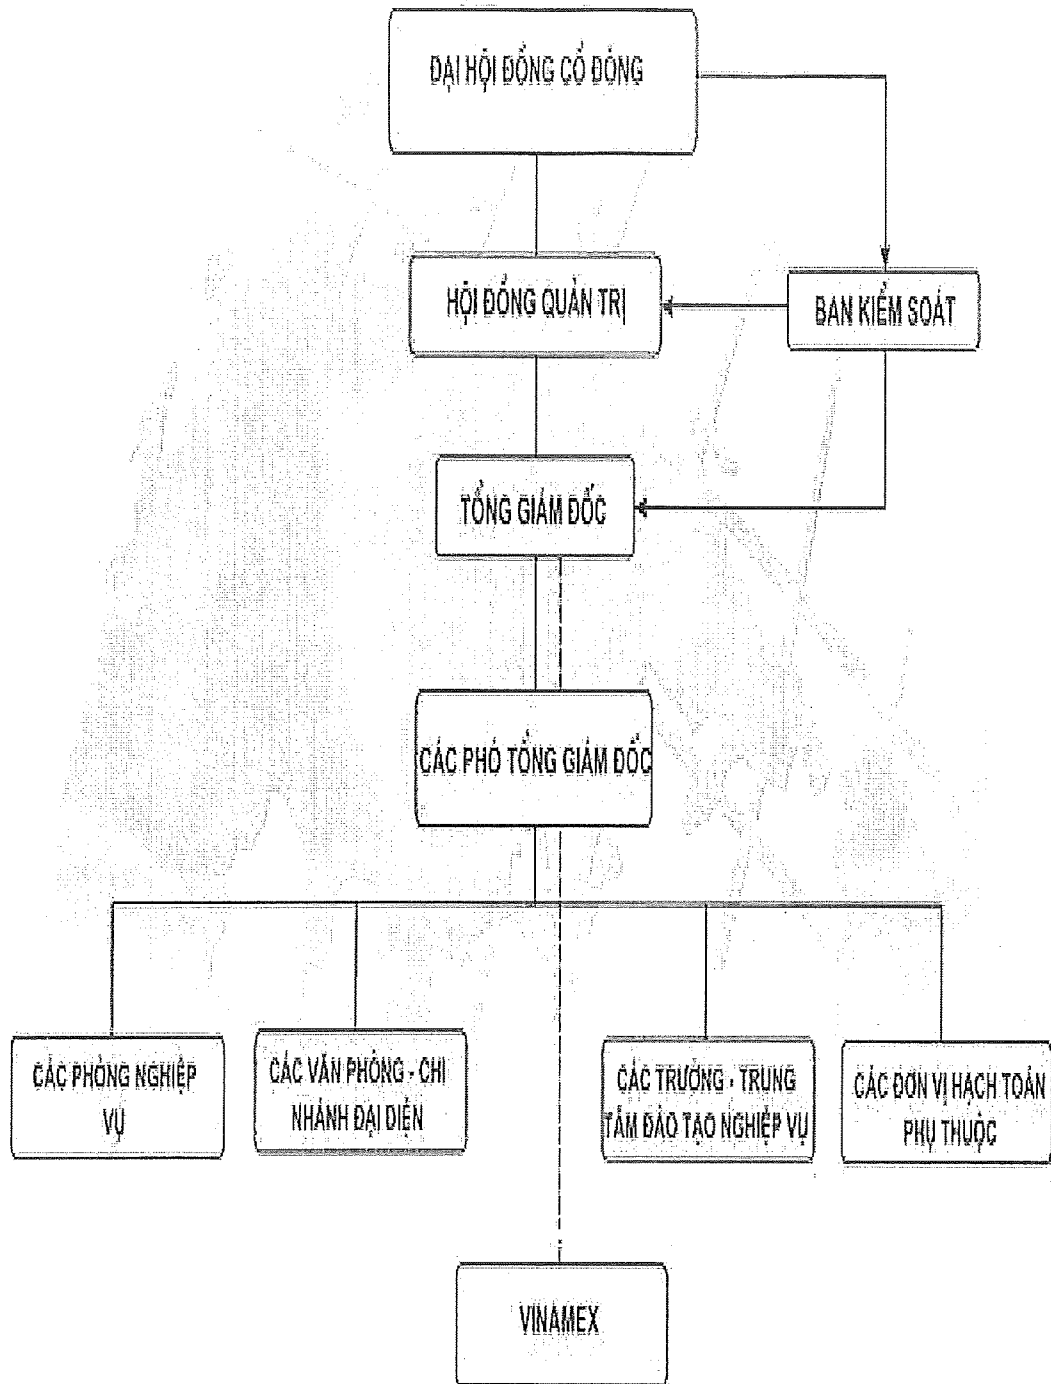 ĐẠI HỘI ĐỒNG CỔ ĐÔNG
HỘI ĐỒNG QUẢN TRỊ
BAN KIỂM SOÁT
TỔNG GIÁM ĐỐC
CÁC PHÓ TỔNG GIÁM ĐỐC
CÁC PHÒNG NGHIỆP
VỤ
CÁC VĂN PHÒNG - CHI
NHÁNH ĐẠI DIỆN
CÁC TRƯỜNG - TRUNG
TÂM ĐÀO TẠO NGHIỆP VỤ
CÁC ĐƠN VỊ HẠCH TOÁN
PHỤ THUỘC
VINAMEX